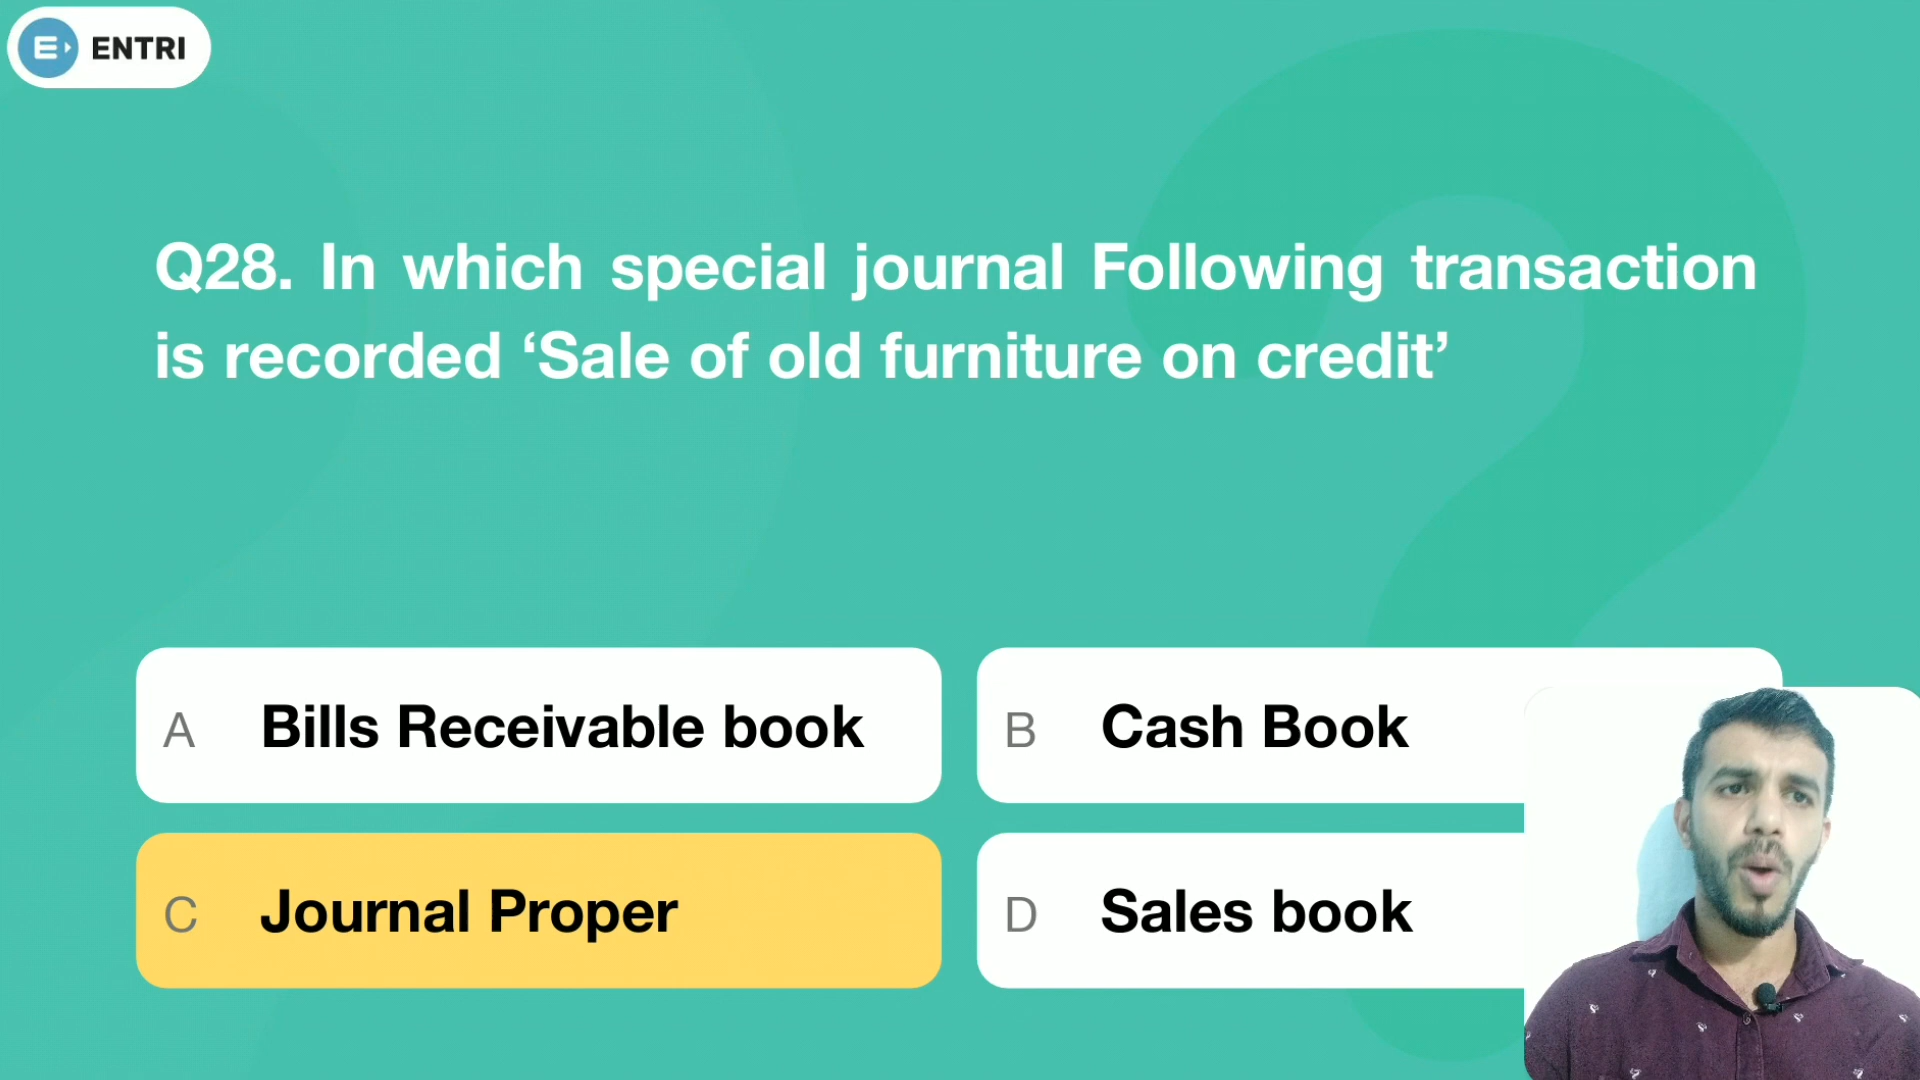 ENTRI
Q28. In which special journal Following transaction
is recorded ‘Sale of old furniture on credit’
A Bills Receivable book
B Cash Book
C Journal Proper
D Sales book